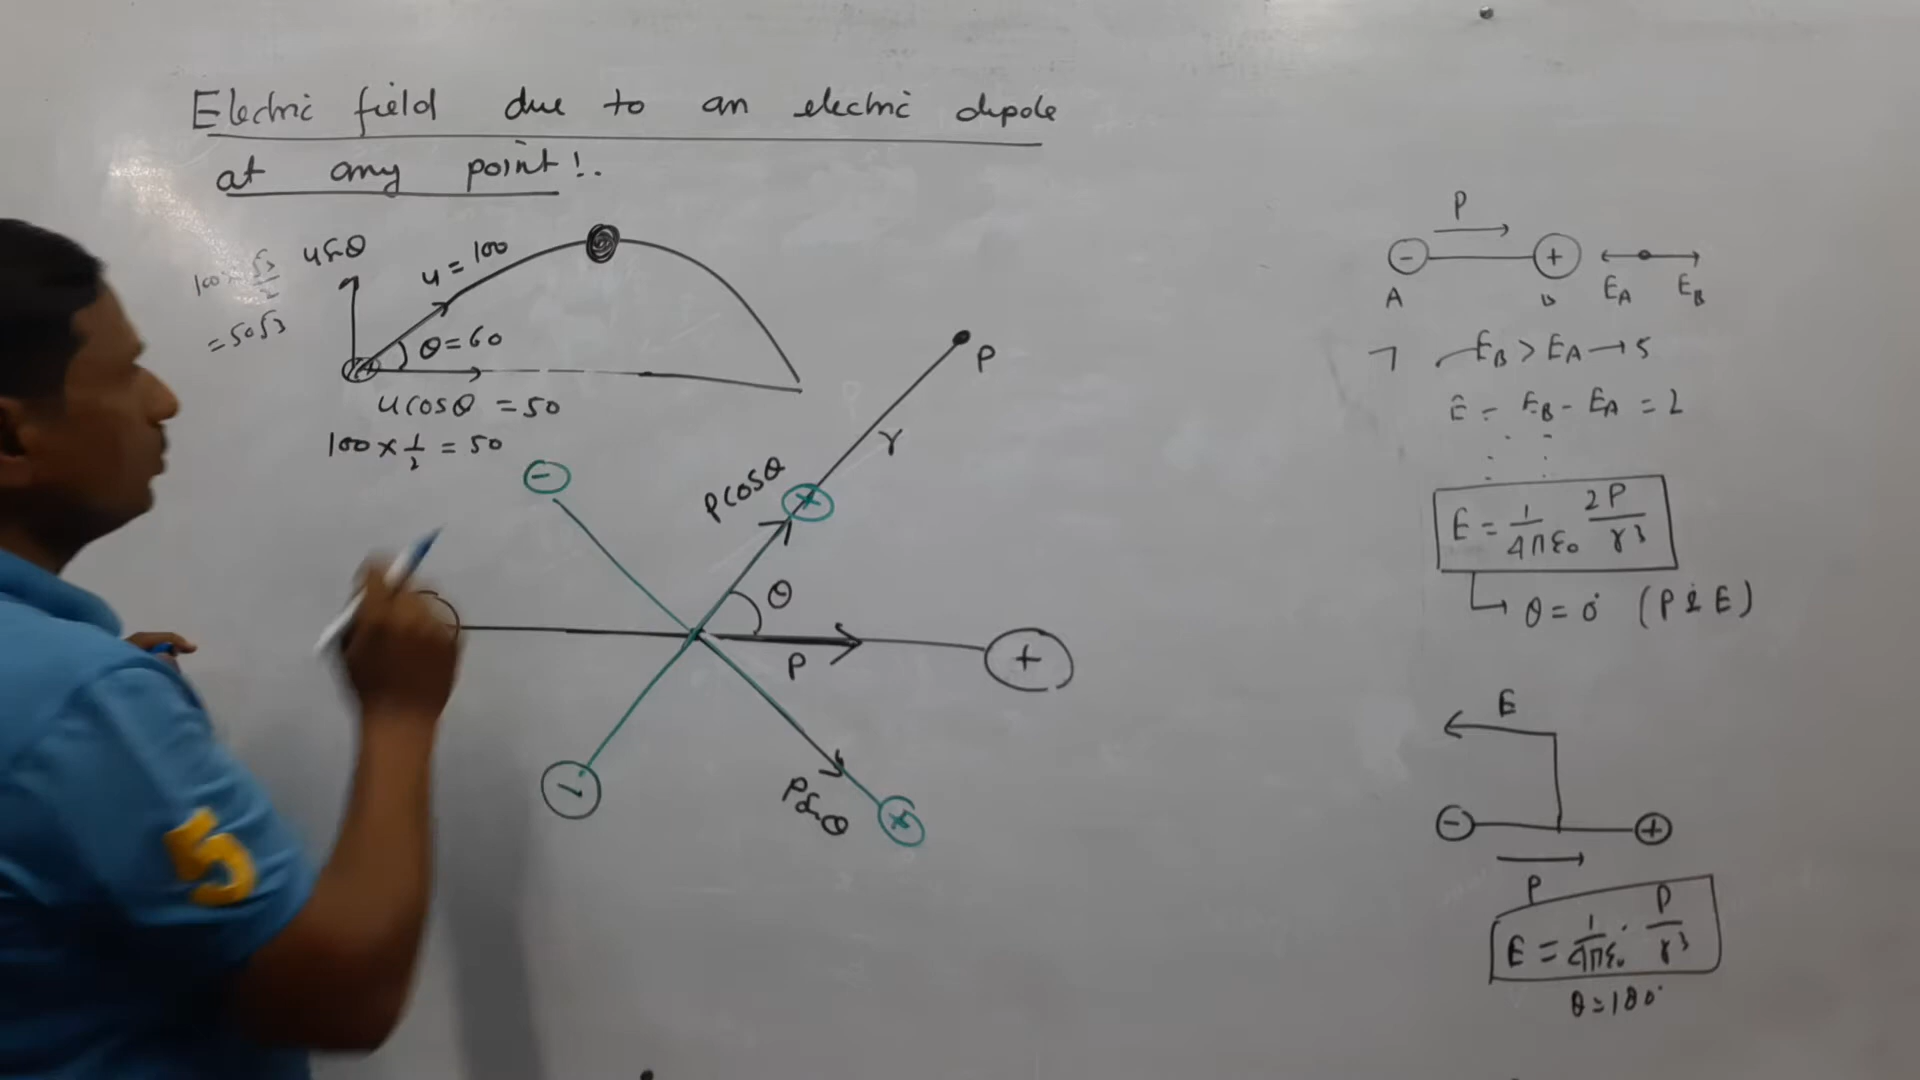 Electric field due to an electric dipole
at any point!.
100 × √3/2
= 50√3
u sinθ
u = 100
θ = 60
u cosθ = 50
100 × 1/2 = 50
P
r
P cosθ
θ
P
P sinθ
−
+
−
+
+
P
−
+
A
B
E_A
E_B
7 E_B > E_A → 5
E = E_B - E_A = 2
E = 1/4πε₀ 2P/r³
θ = 0° (P & E)
E
−
+
P
E = 1/4πε₀ · P/r³
θ = 180°
5